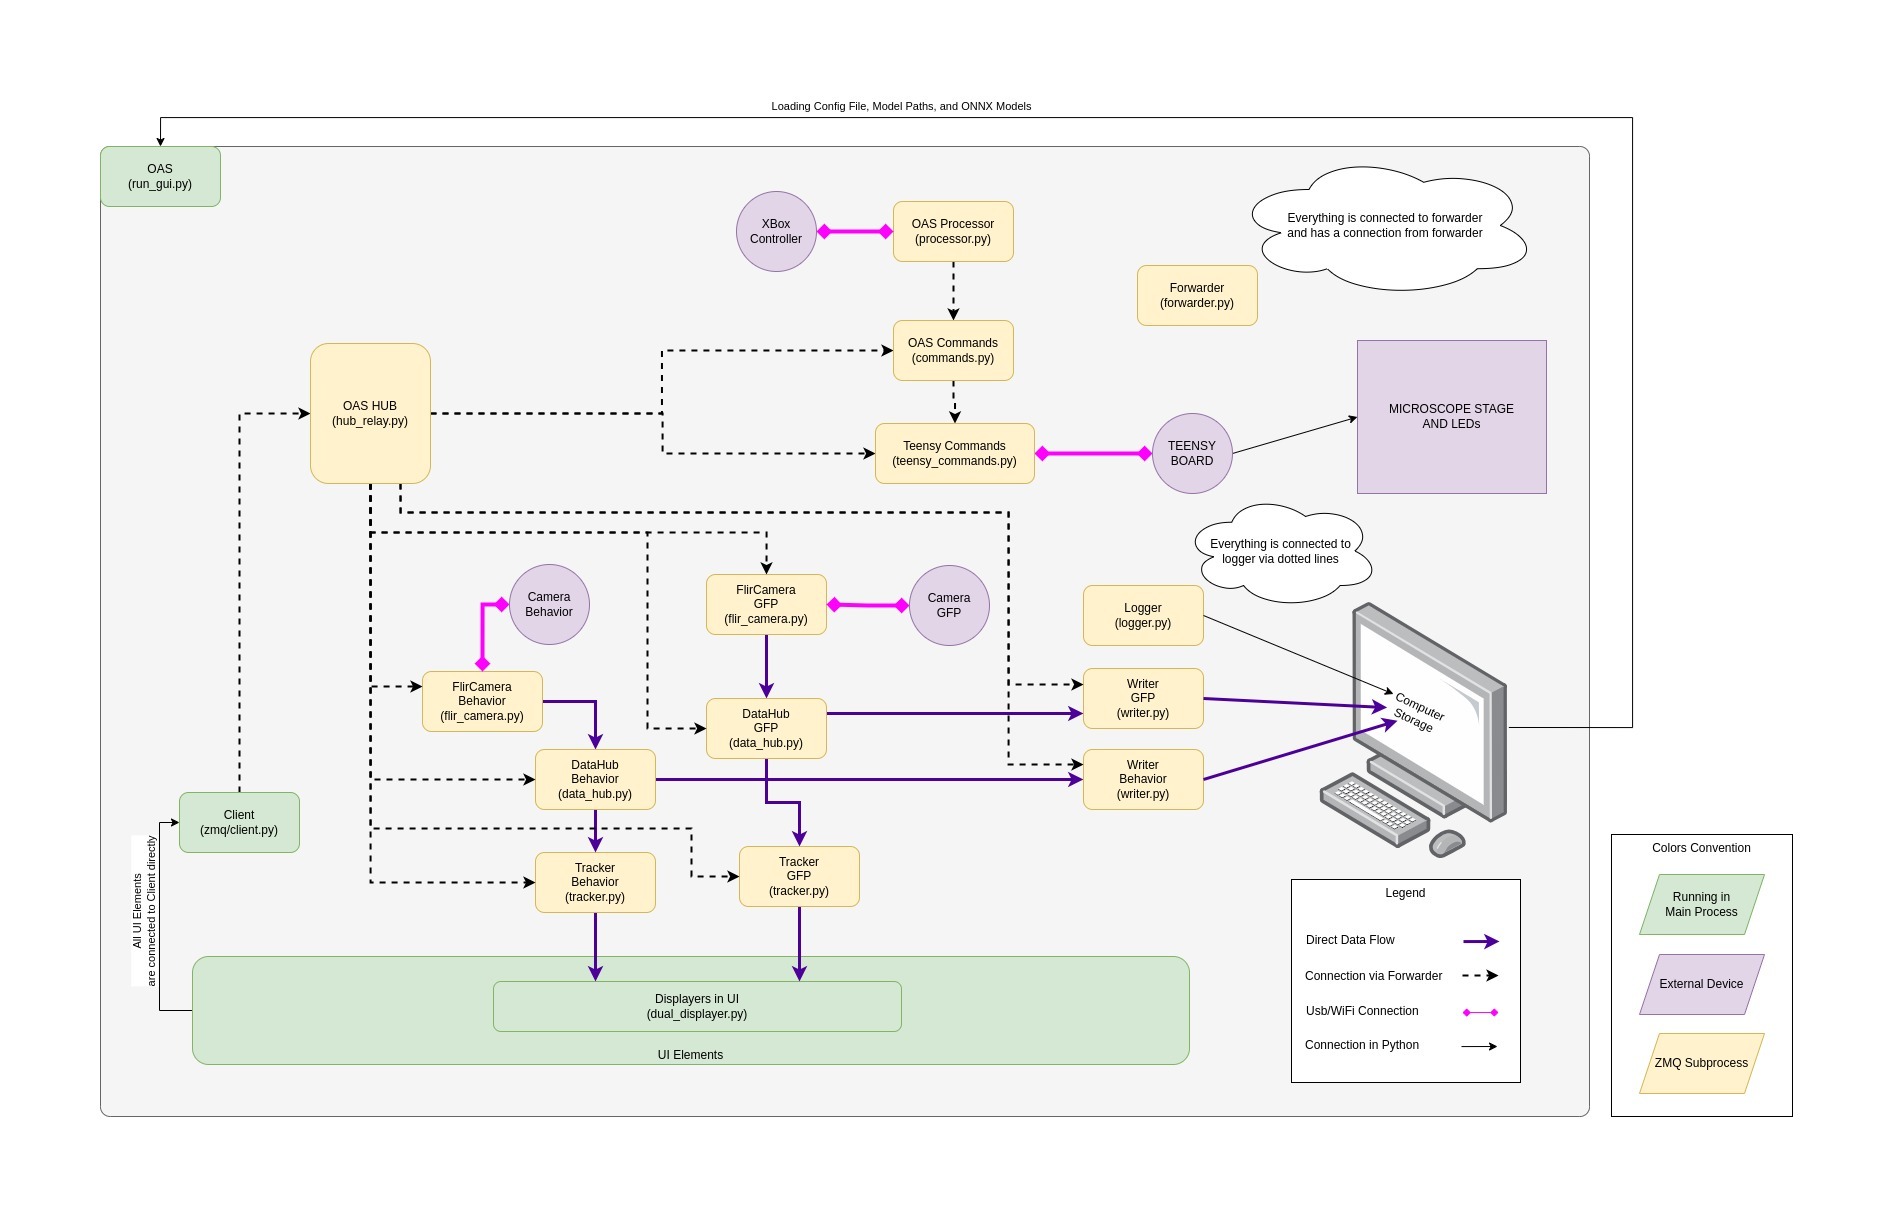 Loading Config File, Model Paths, and ONNX Models
OAS
(run_gui.py)
XBox
Controller
OAS Processor
(processor.py)
Everything is connected to forwarder
and has a connection from forwarder
Forwarder
(forwarder.py)
OAS Commands
(commands.py)
OAS HUB
(hub_relay.py)
MICROSCOPE STAGE
AND LEDs
Teensy Commands
(teensy_commands.py)
TEENSY
BOARD
Everything is connected to
logger via dotted lines
Camera
Behavior
FlirCamera
GFP
(flir_camera.py)
Camera
GFP
Logger
(logger.py)
FlirCamera
Behavior
(flir_camera.py)
DataHub
GFP
(data_hub.py)
Writer
GFP
(writer.py)
Computer
Storage
DataHub
Behavior
(data_hub.py)
Writer
Behavior
(writer.py)
Client
(zmq/client.py)
All UI Elements
are connected to Client directly
Tracker
Behavior
(tracker.py)
Tracker
GFP
(tracker.py)
Displayers in UI
(dual_displayer.py)
UI Elements
Legend
Direct Data Flow
Connection via Forwarder
Usb/WiFi Connection
Connection in Python
Colors Convention
Running in
Main Process
External Device
ZMQ Subprocess